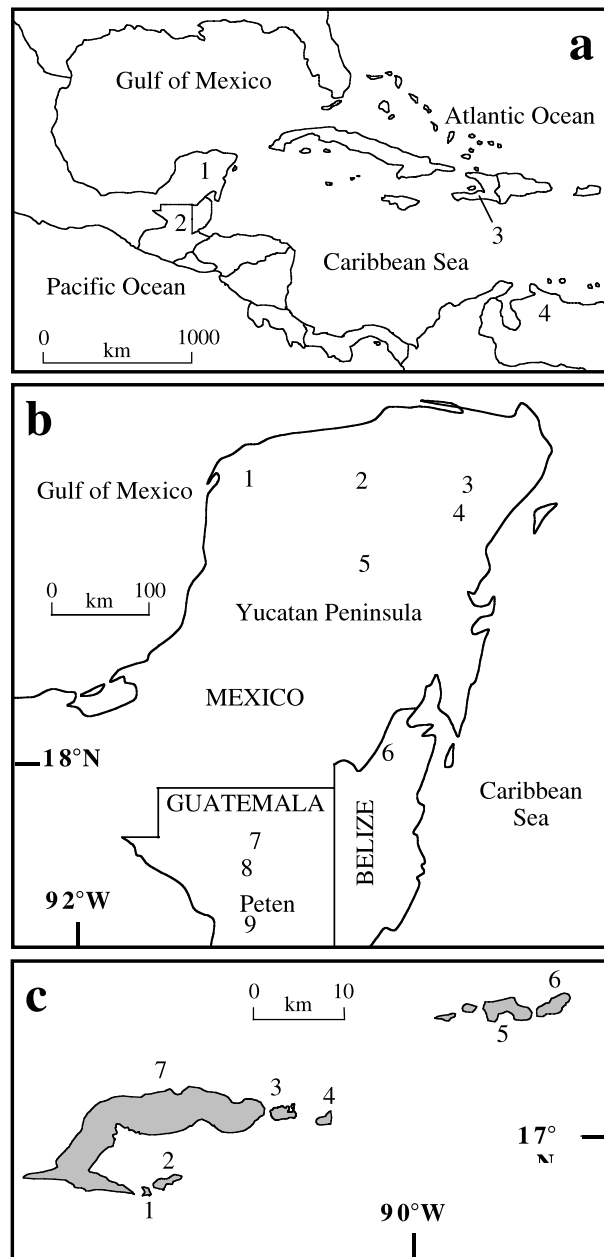 a
Gulf of Mexico
Atlantic Ocean
1
2
3
Caribbean Sea
Pacific Ocean
4
0
1000
km
b
1
2
3
Gulf of Mexico
4
5
0
100
km
Yucatan Peninsula
MEXICO
6
18°N
Caribbean
Sea
GUATEMALA
BELIZE
7
8
92°W
Peten
9
c
0
10
km
6
5
7
3
4
17°
N
2
1
90°W